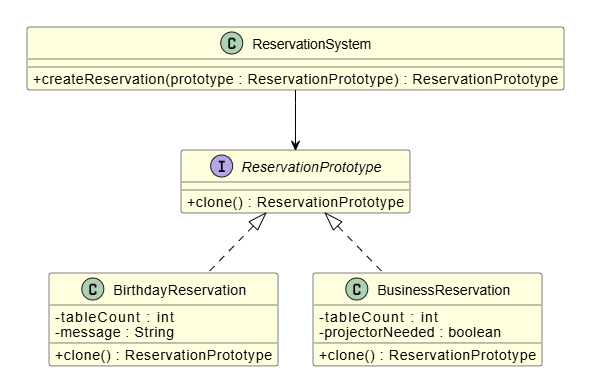 C ReservationSystem
+createReservation(prototype : ReservationPrototype) : ReservationPrototype
I ReservationPrototype
+clone() : ReservationPrototype
C BirthdayReservation
-tableCount : int
-message : String
+clone() : ReservationPrototype
C BusinessReservation
-tableCount : int
-projectorNeeded : boolean
+clone() : ReservationPrototype